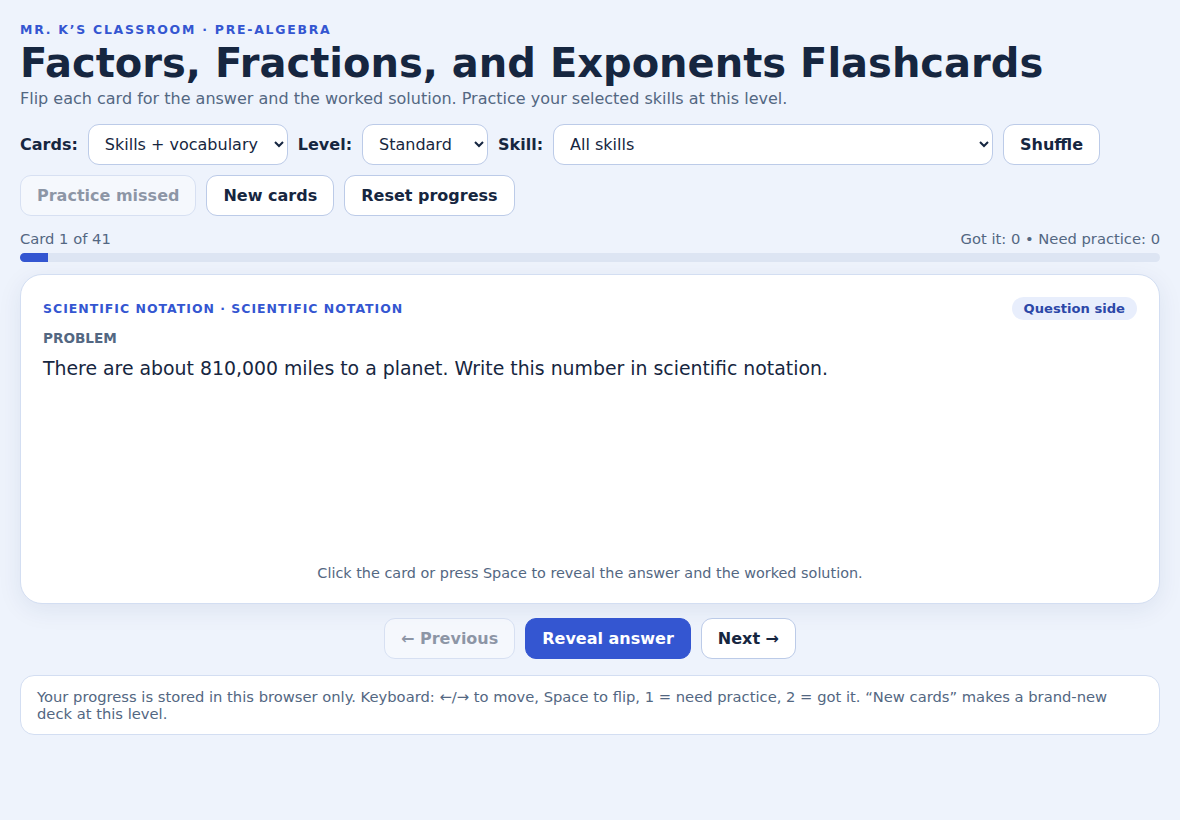 MR. K’S CLASSROOM · PRE-ALGEBRA
Factors, Fractions, and Exponents Flashcards
Flip each card for the answer and the worked solution. Practice your selected skills at this level.
Cards: Skills + vocabulary Level: Standard Skill: All skills Shuffle
Practice missed New cards Reset progress
Card 1 of 41 Got it: 0 • Need practice: 0
SCIENTIFIC NOTATION · SCIENTIFIC NOTATION Question side
PROBLEM
There are about 810,000 miles to a planet. Write this number in scientific notation.
Click the card or press Space to reveal the answer and the worked solution.
← Previous Reveal answer Next →
Your progress is stored in this browser only. Keyboard: ←/→ to move, Space to flip, 1 = need practice, 2 = got it. “New cards” makes a brand-new
deck at this level.